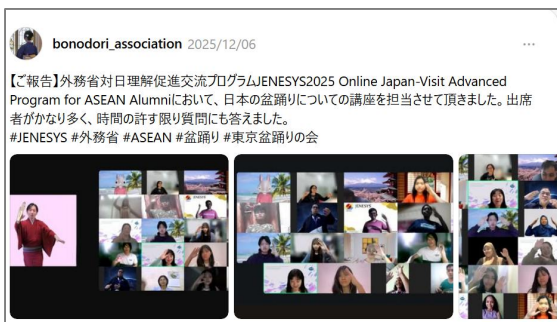 bonodori_association 2025/12/06
【ご報告】外務省対日理解促進交流プログラムJENESYS2025 Online Japan-Visit Advanced
Program for ASEAN Alumniにおいて、日本の盆踊りについての講座を担当させて頂きました。出席
者がかなり多く、時間の許す限り質問にも答えました。
#JENESYS #外務省 #ASEAN #盆踊り #東京盆踊りの会
JENESYS
JENESYS